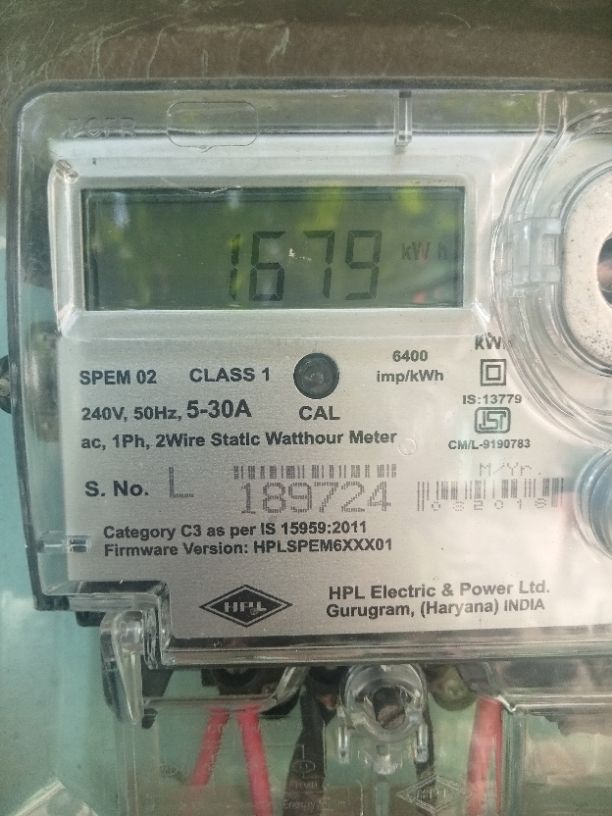 1679 kWh
SPEM 02 CLASS 1
6400
imp/kWh
KWh
IS:13779
240V, 50Hz, 5-30A
CAL
CM/L-9190783
ac, 1Ph, 2Wire Static Watthour Meter
M/Yr.
S. No. L 189724
082018
Category C3 as per IS 15959:2011
Firmware Version: HPLSPEM6XXX01
HPL
HPL Electric & Power Ltd.
Gurugram, (Haryana) INDIA